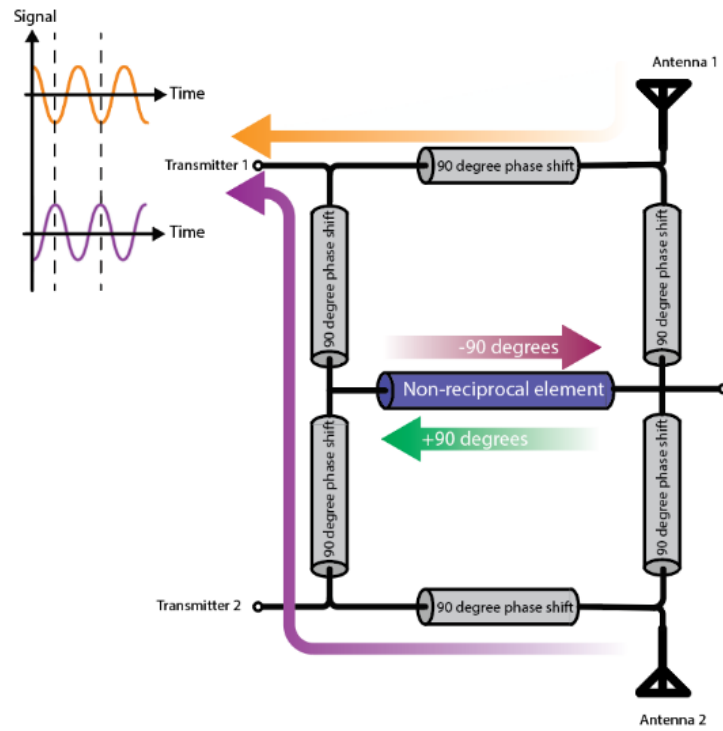 Signal
Antenna 1
Time
Transmitter 1
90 degree phase shift
90 degree phase shift
90 degree phase shift
Time
-90 degrees
Non-reciprocal element
+90 degrees
90 degree phase shift
90 degree phase shift
Transmitter 2
90 degree phase shift
Antenna 2